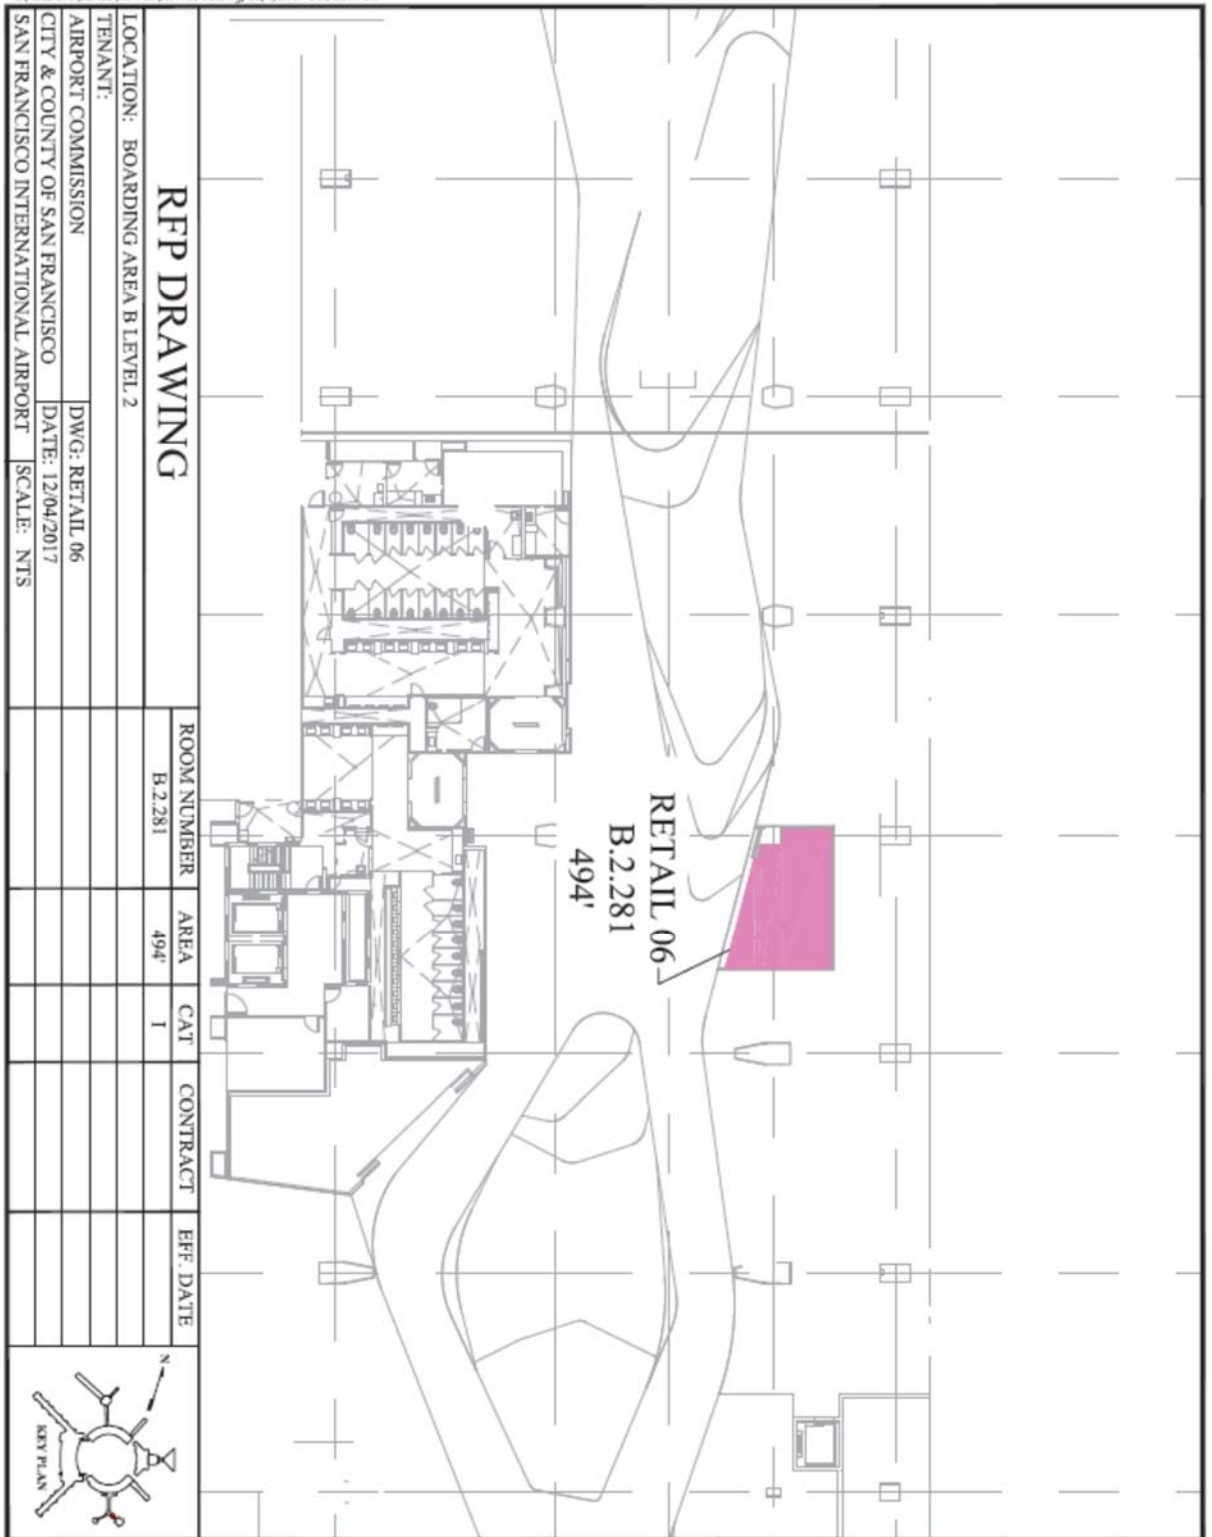 RETAIL 06
B.2.281
494'
RFP DRAWING
LOCATION: BOARDING AREA B LEVEL 2
TENANT:
AIRPORT COMMISSION
DWG: RETAIL 06
CITY & COUNTY OF SAN FRANCISCO
DATE: 12/04/2017
SAN FRANCISCO INTERNATIONAL AIRPORT
SCALE: NTS
ROOM NUMBER AREA CAT CONTRACT EFF. DATE
B.2.281 494' 1
N
KEY PLAN